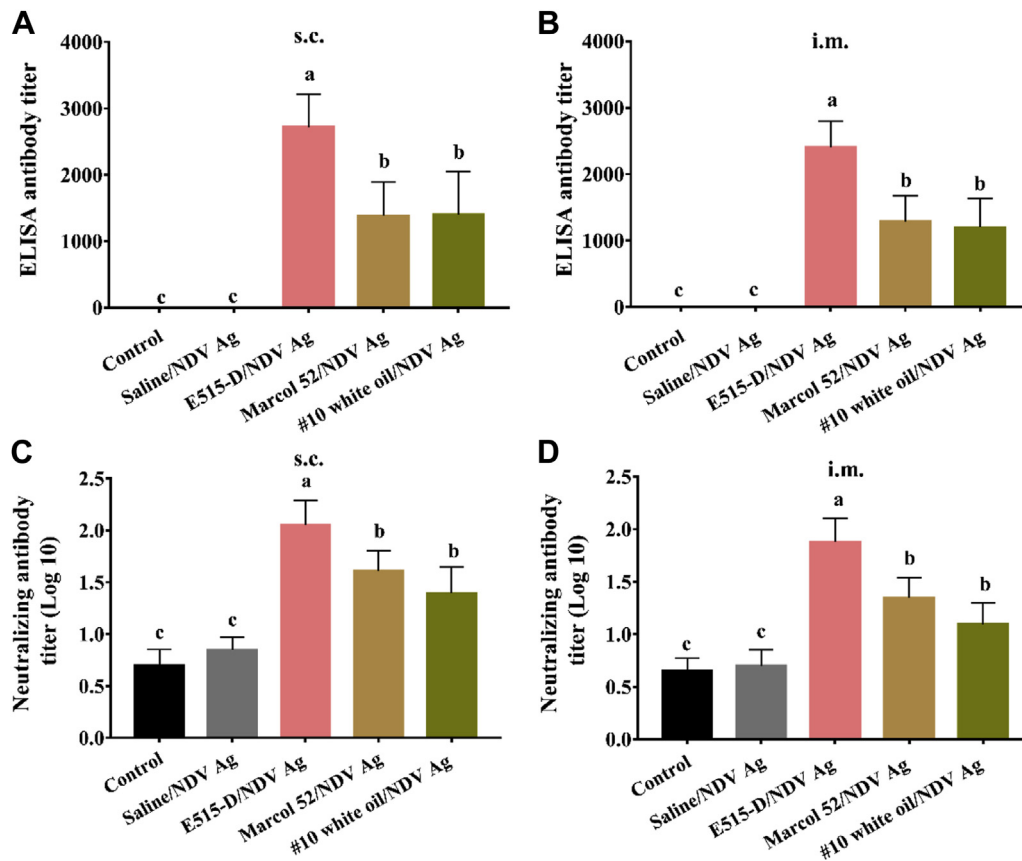 A
s.c.
ELISA antibody titer
4000
3000
2000
1000
0
a
b
b
c
c
Control
Saline/NDV Ag
E515-D/NDV Ag
Marcol 52/NDV Ag
#10 white oil/NDV Ag
B
i.m.
ELISA antibody titer
4000
3000
2000
1000
0
a
b
b
c
c
Control
Saline/NDV Ag
E515-D/NDV Ag
Marcol 52/NDV Ag
#10 white oil/NDV Ag
C
s.c.
Neutralizing antibody
titer (Log 10)
2.5
2.0
1.5
1.0
0.5
0.0
a
b
b
c
c
Control
Saline/NDV Ag
E515-D/NDV Ag
Marcol 52/NDV Ag
#10 white oil/NDV Ag
D
i.m.
Neutralizing antibody
titer (Log 10)
2.5
2.0
1.5
1.0
0.5
0.0
a
b
b
c
c
Control
Saline/NDV Ag
E515-D/NDV Ag
Marcol 52/NDV Ag
#10 white oil/NDV Ag